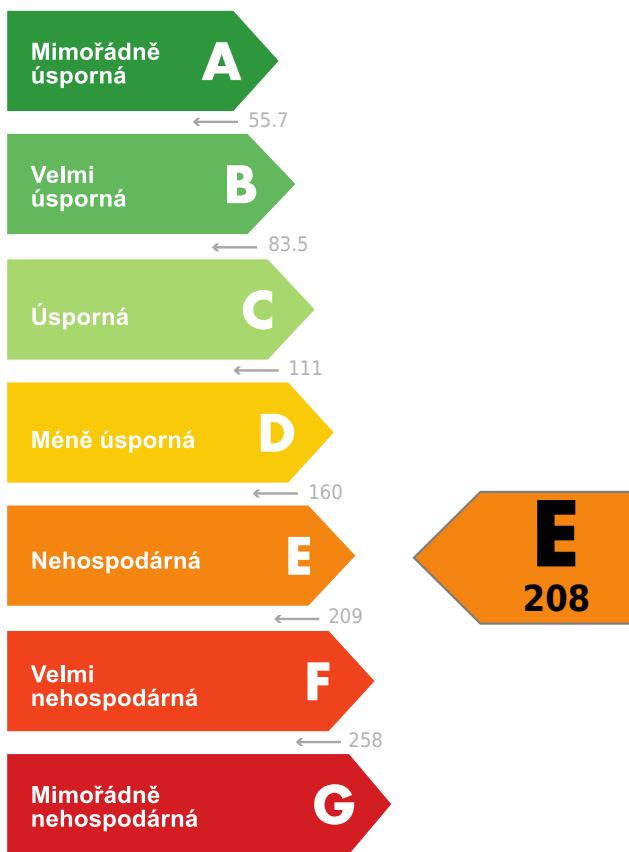 Mimořádně
úsporná
A
55.7
Velmi
úsporná
B
83.5
Úsporná
C
111
Méně úsporná
D
160
Nehospodárná
E
E
208
209
Velmi
nehospodárná
F
258
Mimořádně
nehospodárná
G